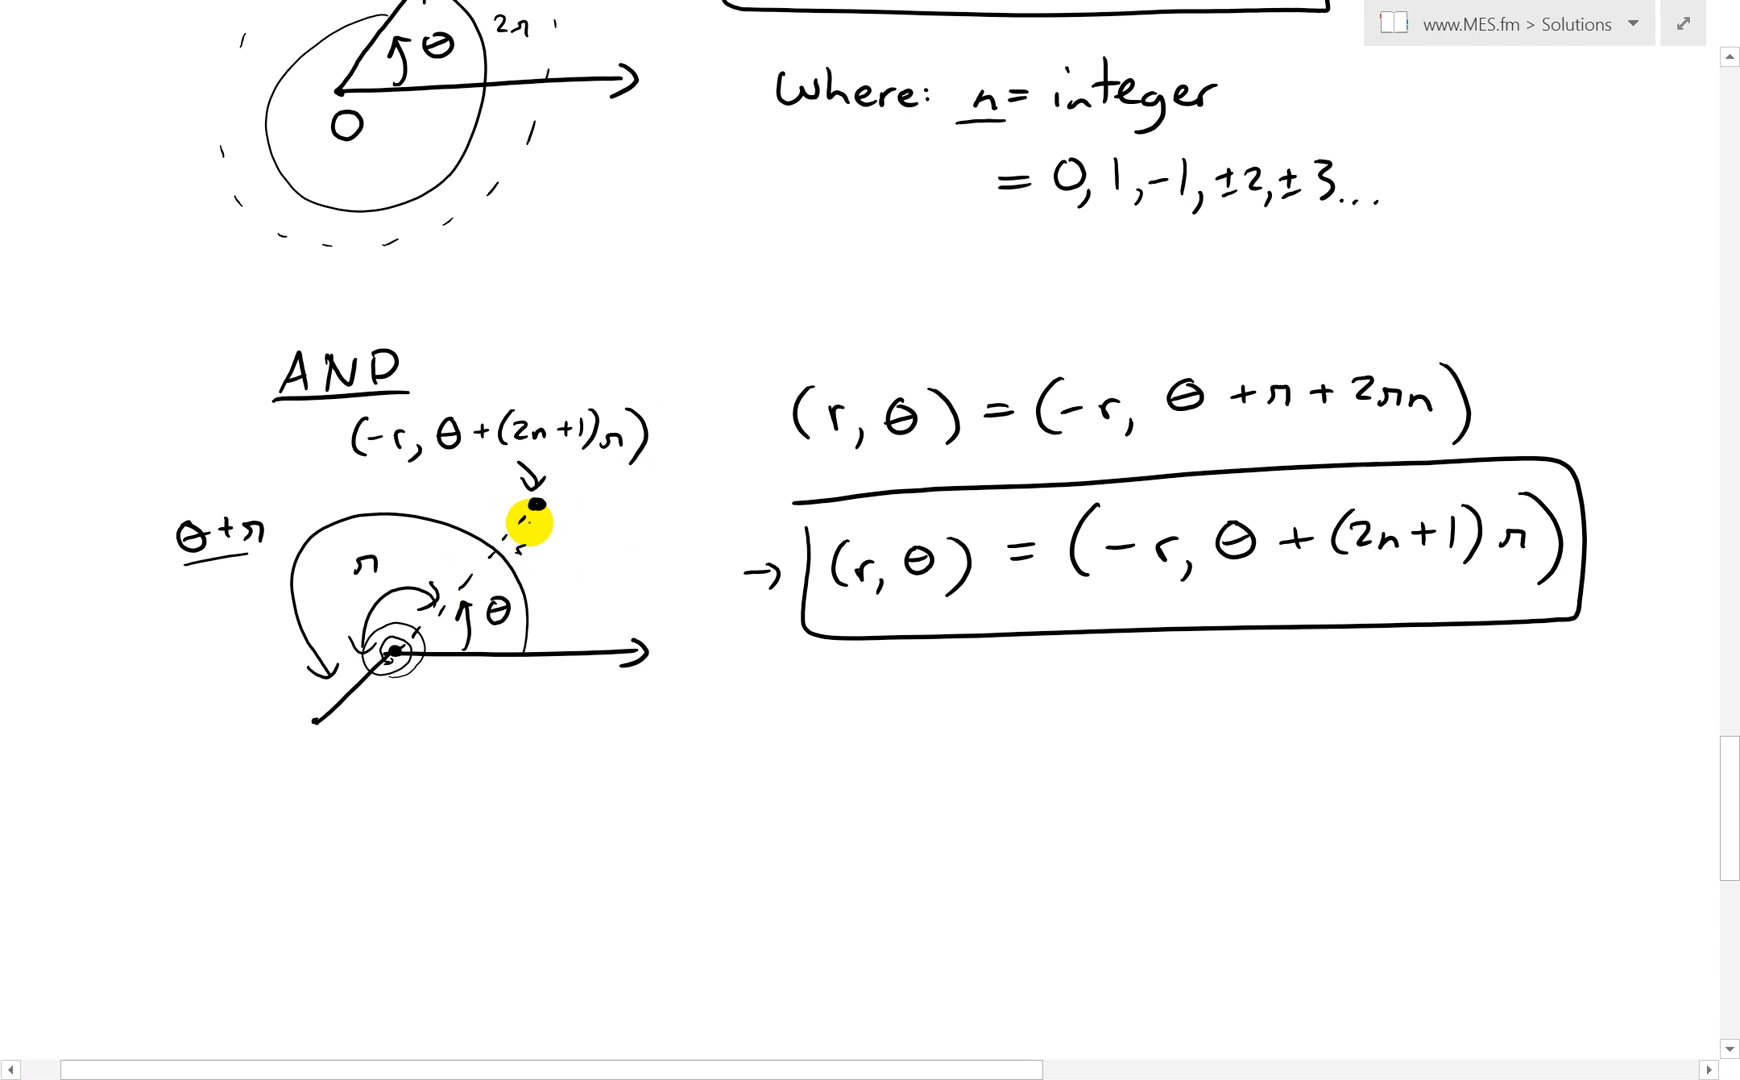 www.MES.fm > Solutions
2π
θ
O
where: n = integer
= 0, 1, -1, ±2, ±3...
AND
(-r, θ + (2n+1)π)
θ+π
π
θ
(r, θ) = (-r, θ + π + 2πn)
→ (r, θ) = (-r, θ + (2n+1)π)